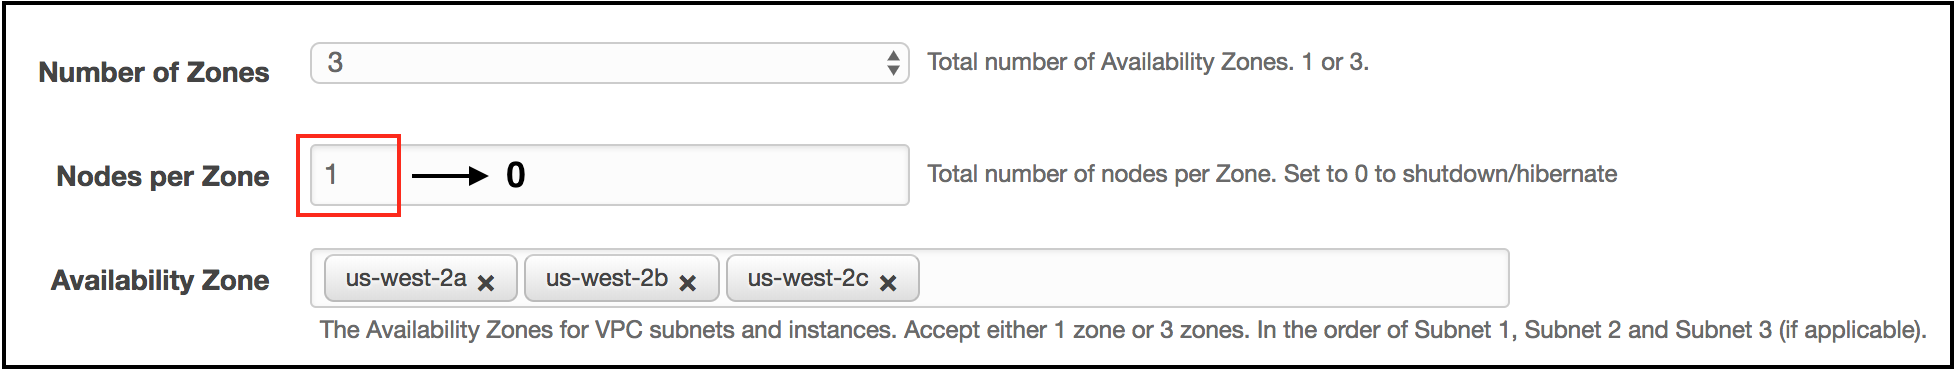 Number of Zones 3 Total number of Availability Zones. 1 or 3.
Nodes per Zone 1 0 Total number of nodes per Zone. Set to 0 to shutdown/hibernate
Availability Zone us-west-2a us-west-2b us-west-2c
The Availability Zones for VPC subnets and instances. Accept either 1 zone or 3 zones. In the order of Subnet 1, Subnet 2 and Subnet 3 (if applicable).